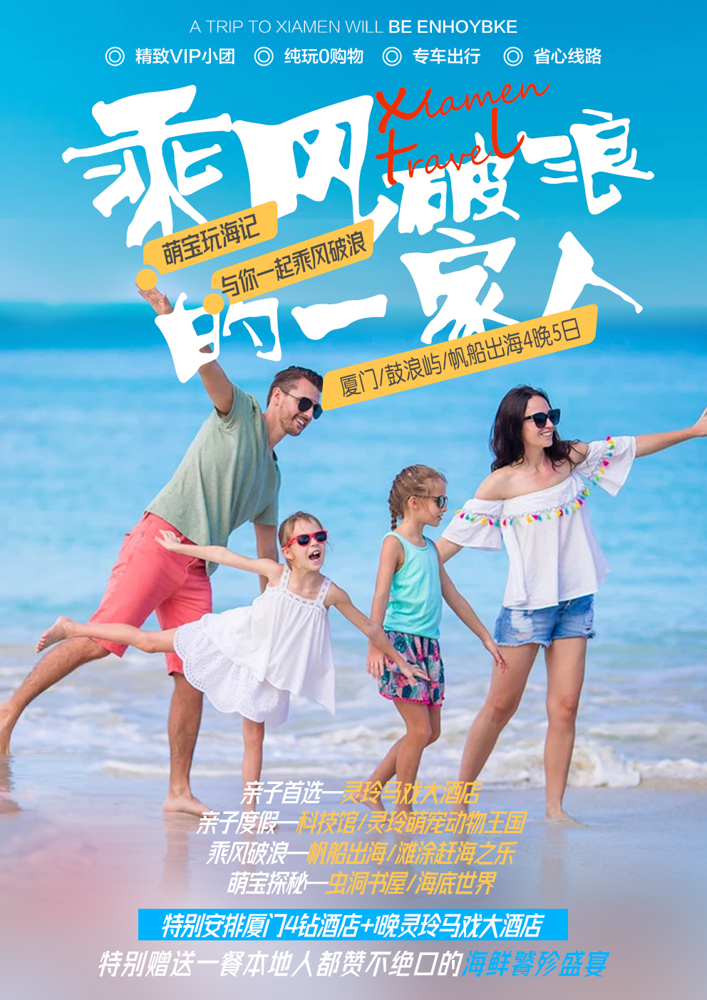 A TRIP TO XIAMEN WILL BE ENHOYBKE
精致VIP小团 纯玩0购物 专车出行 省心线路
乘风破浪
Xiamen
travel
萌宝玩海记
与你一起乘风破浪
的一家人
厦门/鼓浪屿/帆船出海4晚5日
亲子首选—灵玲马戏大酒店
亲子度假—科技馆/灵玲萌宠动物王国
乘风破浪—帆船出海/滩涂赶海之乐
萌宝探秘—虫洞书屋/海底世界
特别安排厦门4钻酒店+1晚灵玲马戏大酒店
特别赠送一餐本地人都赞不绝口的海鲜饕殄盛宴